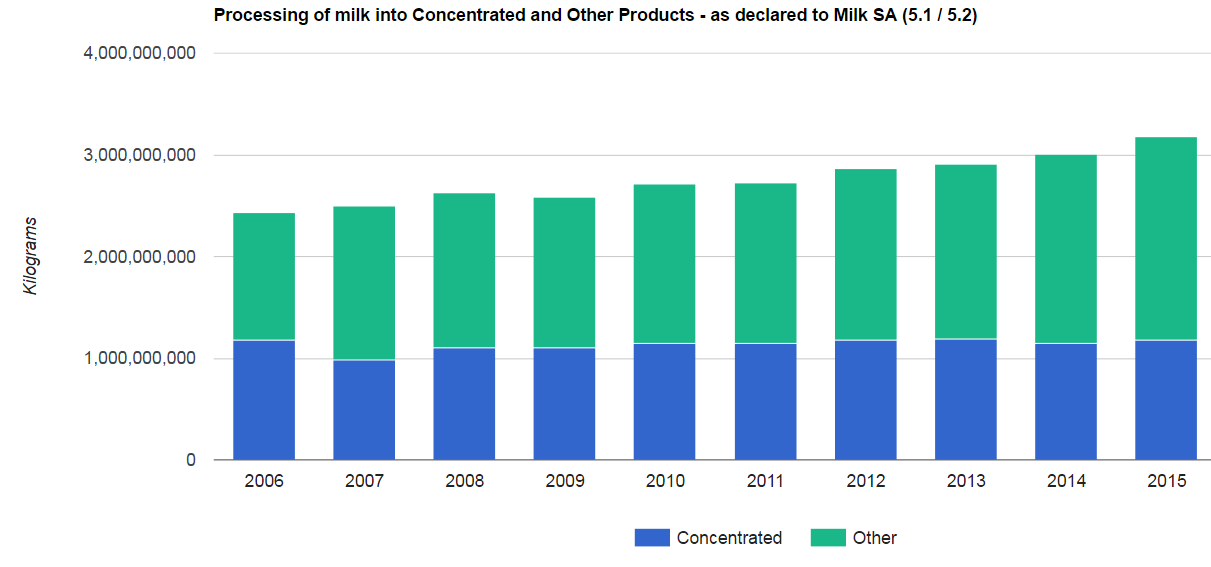 Processing of milk into Concentrated and Other Products - as declared to Milk SA (5.1 / 5.2)
4,000,000,000
3,000,000,000
2,000,000,000
1,000,000,000
0
Kilograms
2006 2007 2008 2009 2010 2011 2012 2013 2014 2015
Concentrated Other